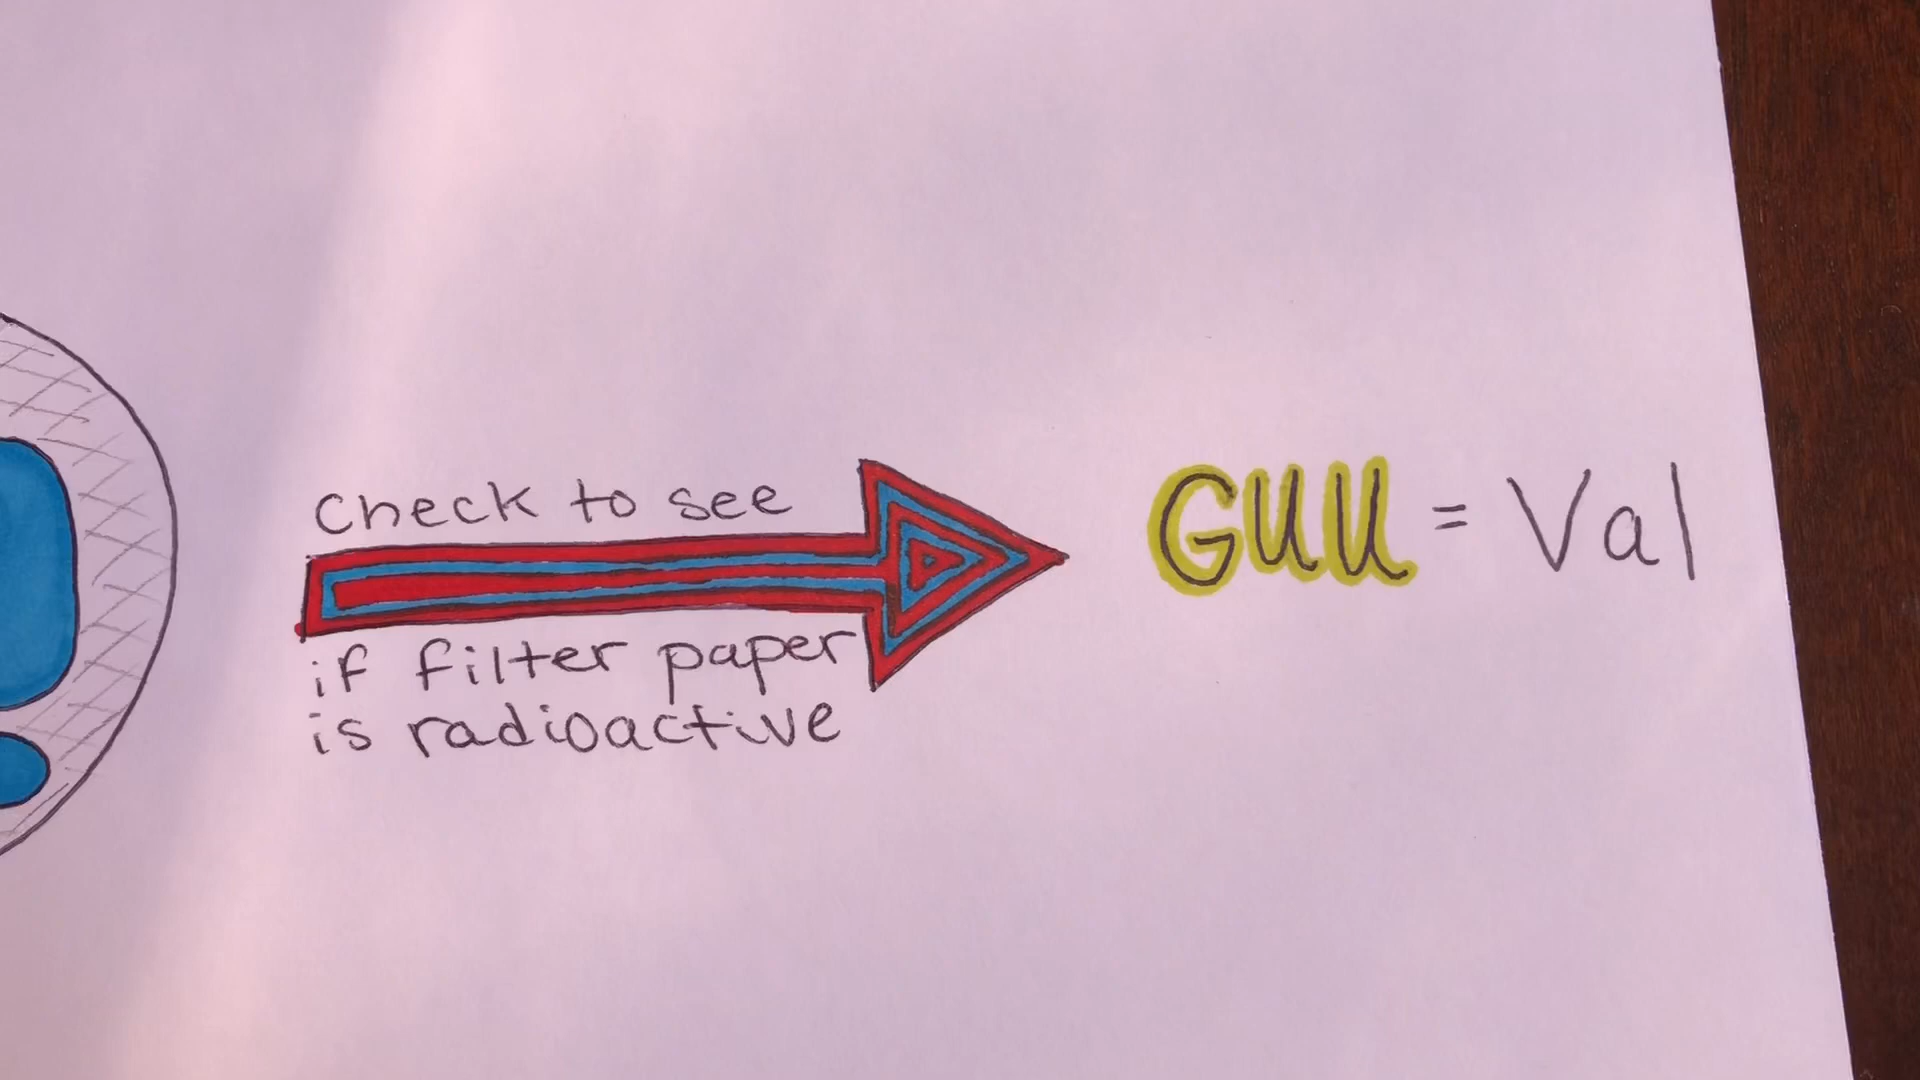 Check to see
if filter paper
is radioactive
GUU = Val